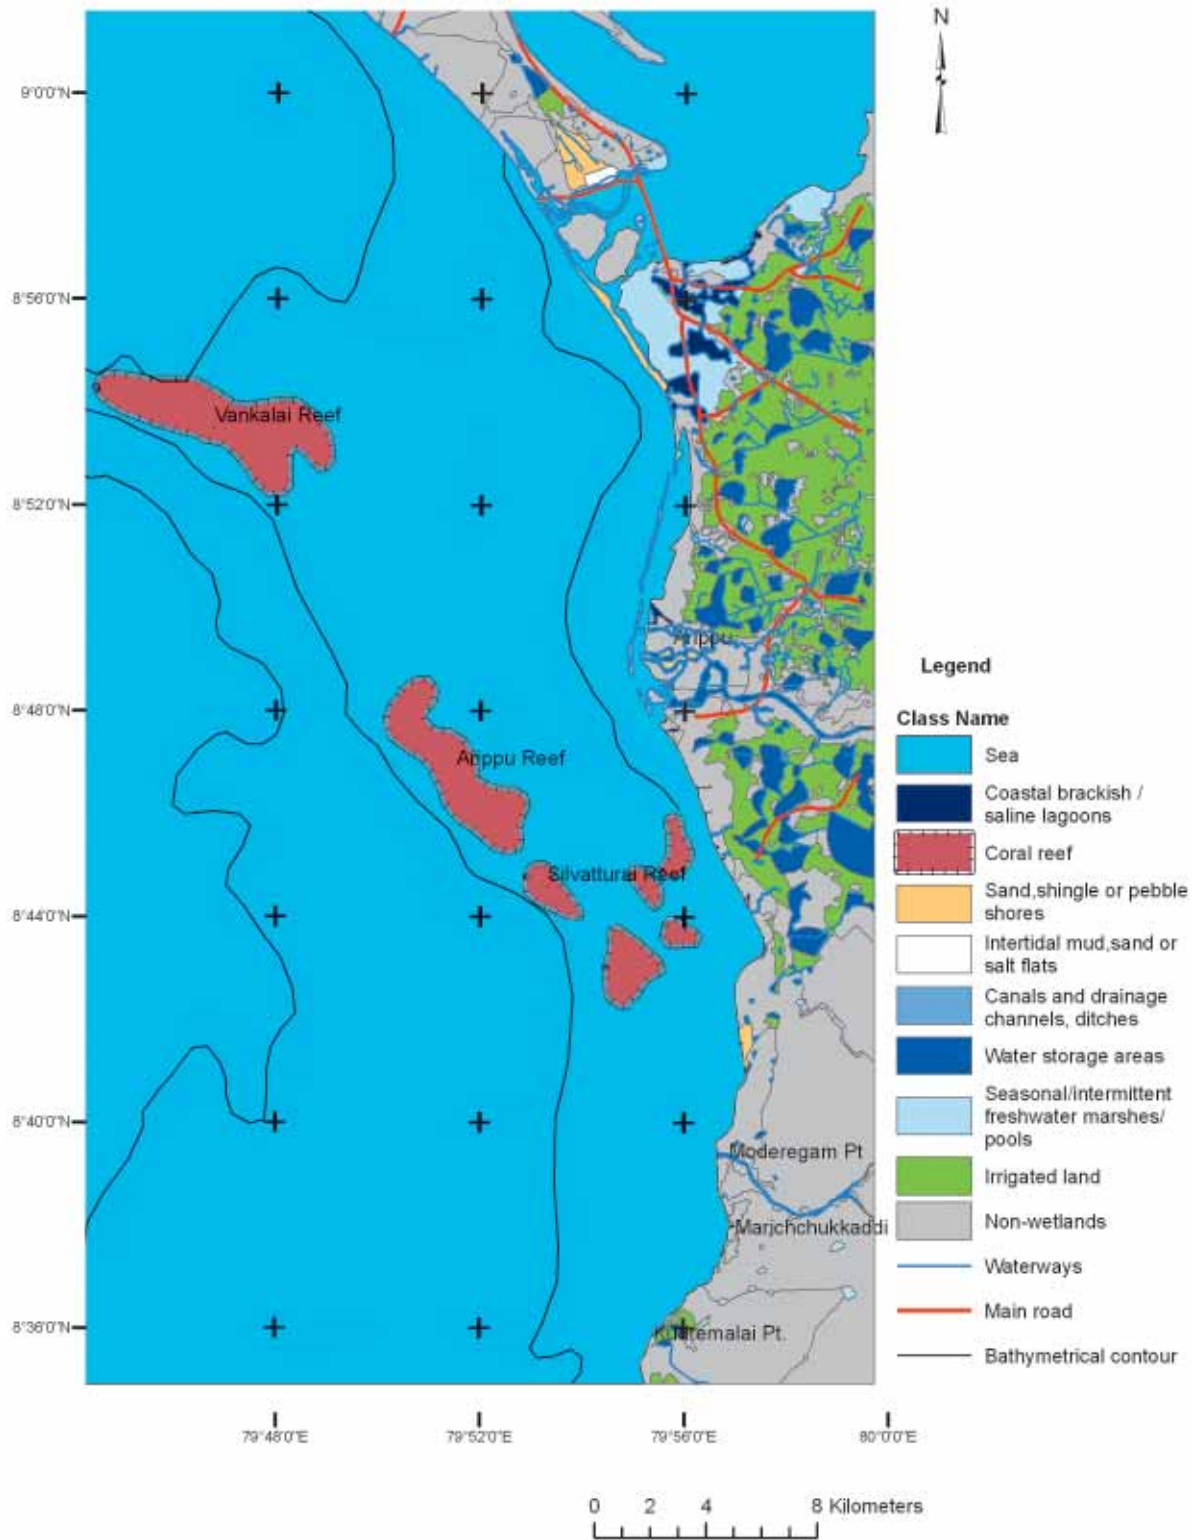 N
9°0'0"N
8°56'0"N
Vankalai Reef
8°52'0"N
Arippu
8°48'0"N
Arippu Reef
Silvatturai Reef
8°44'0"N
8°40'0"N
Moderegam Pt
Marichchukkaddi
8°36'0"N
Pt.
79°48'0"E
79°52'0"E
79°56'0"E
80°0'0"E
0 2 4 8 Kilometers
Legend
Class Name
Sea
Coastal brackish /
saline lagoons
Coral reef
Sand,shingle or pebble
shores
Intertidal mud,sand or
salt flats
Canals and drainage
channels, ditches
Water storage areas
Seasonal/intermittent
freshwater marshes/
pools
Irrigated land
Non-wetlands
Waterways
Main road
Bathymetrical contour